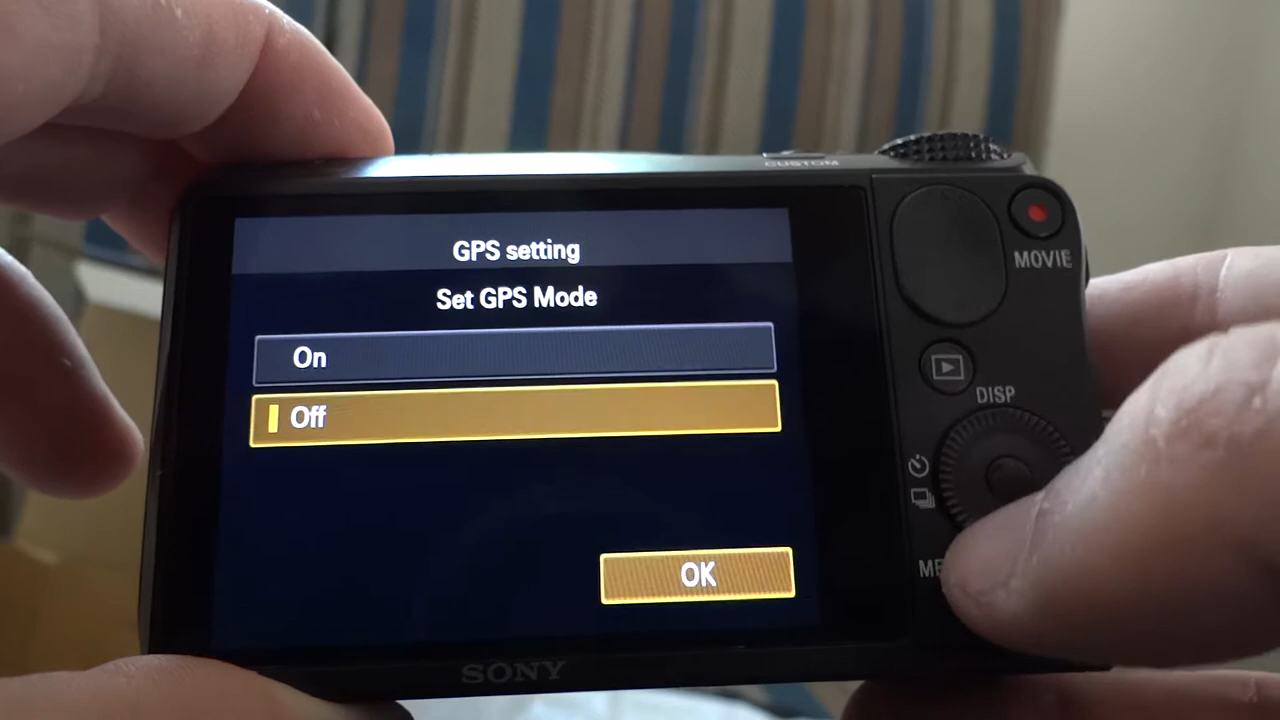 CUSTOM
GPS setting
Set GPS Mode
On
Off
OK
MOVIE
DISP
SONY